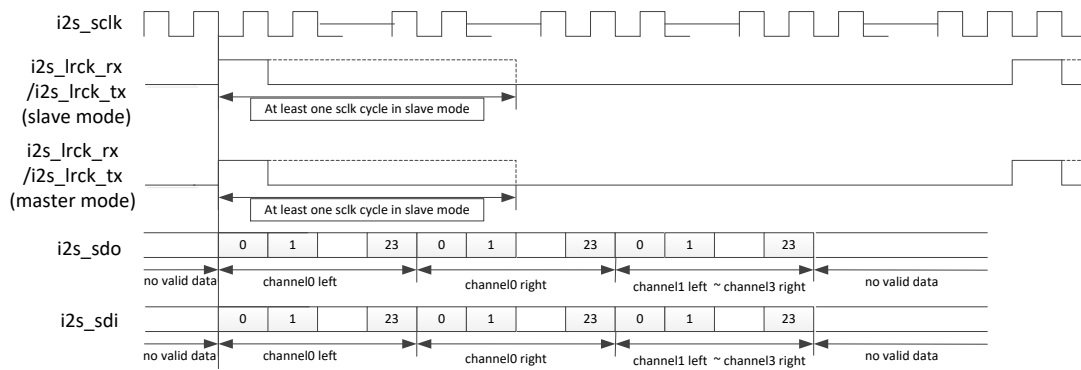 i2s_sclk
i2s_lrck_rx
/i2s_lrck_tx
(slave mode)
At least one sclk cycle in slave mode
i2s_lrck_rx
/i2s_lrck_tx
(master mode)
At least one sclk cycle in slave mode
i2s_sdo
0 1 23 0 1 23 0 1 23
no valid data channel0 left channel0 right channel1 left ~ channel3 right no valid data
i2s_sdi
0 1 23 0 1 23 0 1 23
no valid data channel0 left channel0 right channel1 left ~ channel3 right no valid data